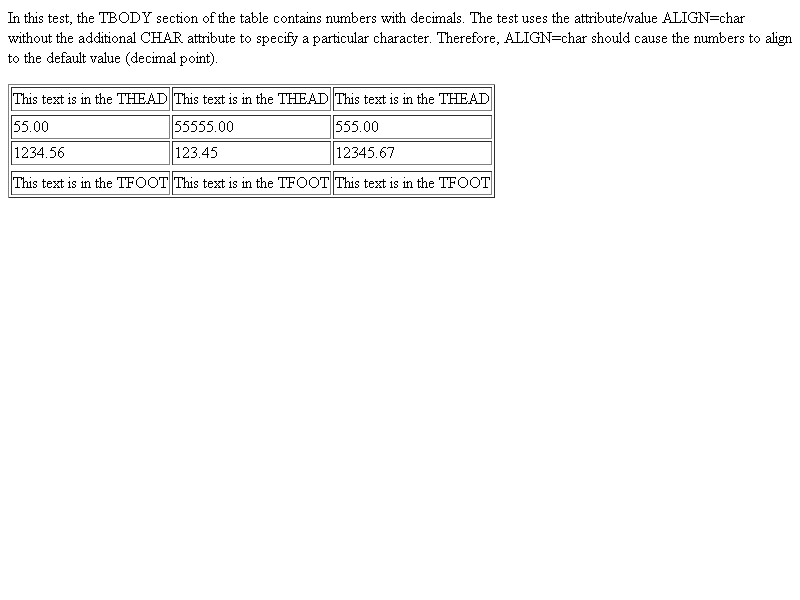 In this test, the TBODY section of the table contains numbers with decimals. The test uses the attribute/value ALIGN=char
without the additional CHAR attribute to specify a particular character. Therefore, ALIGN=char should cause the numbers to align
to the default value (decimal point).
This text is in the THEAD This text is in the THEAD This text is in the THEAD
55.00 55555.00 555.00
1234.56 123.45 12345.67
This text is in the TFOOT This text is in the TFOOT This text is in the TFOOT